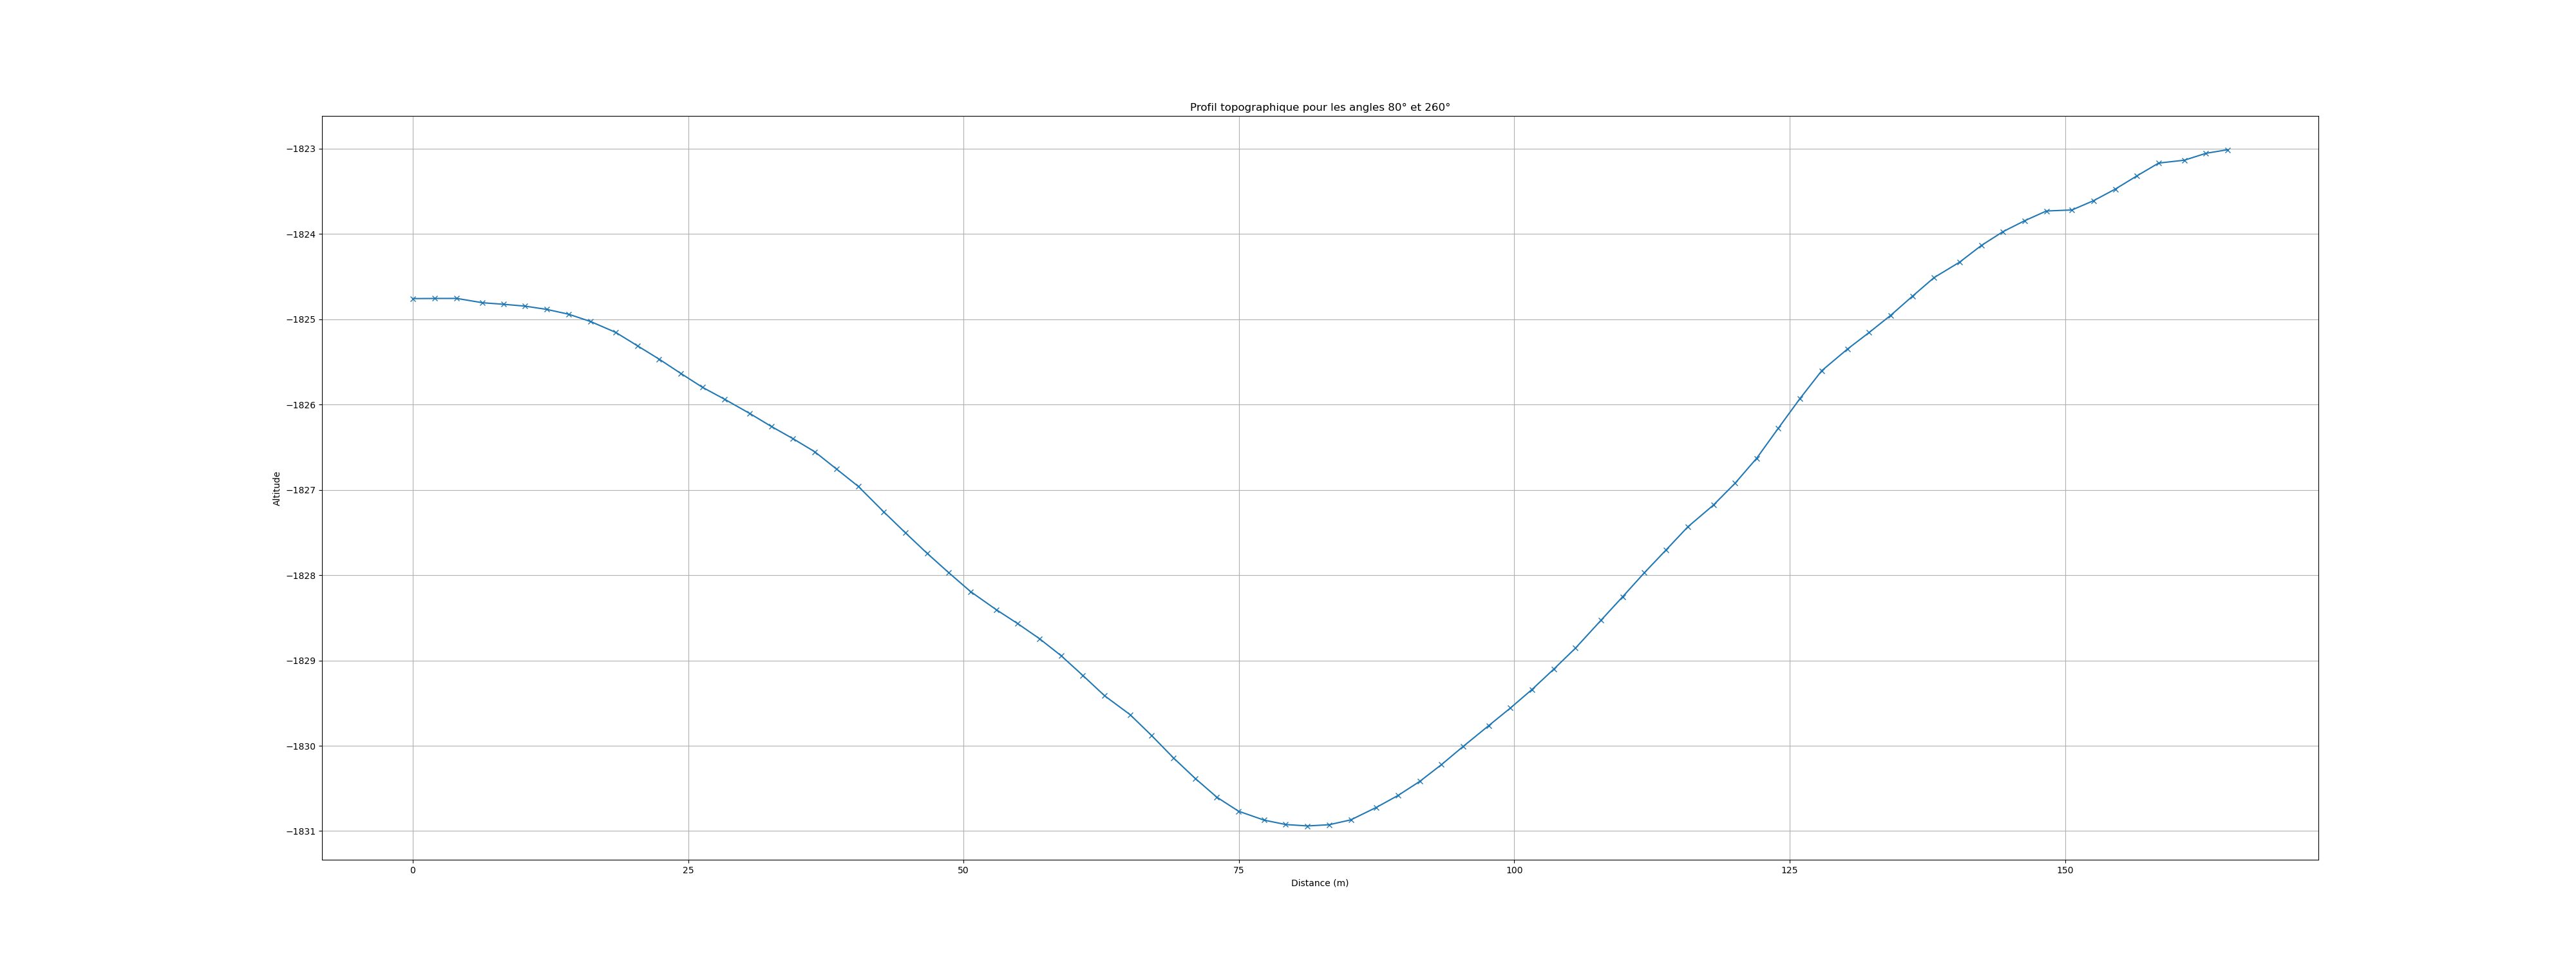 Profil topographique pour les angles 80° et 260°
−1823
−1824
−1825
−1826
−1827
−1828
−1829
−1830
−1831
Altitude
0 25 50 75 100 125 150
Distance (m)